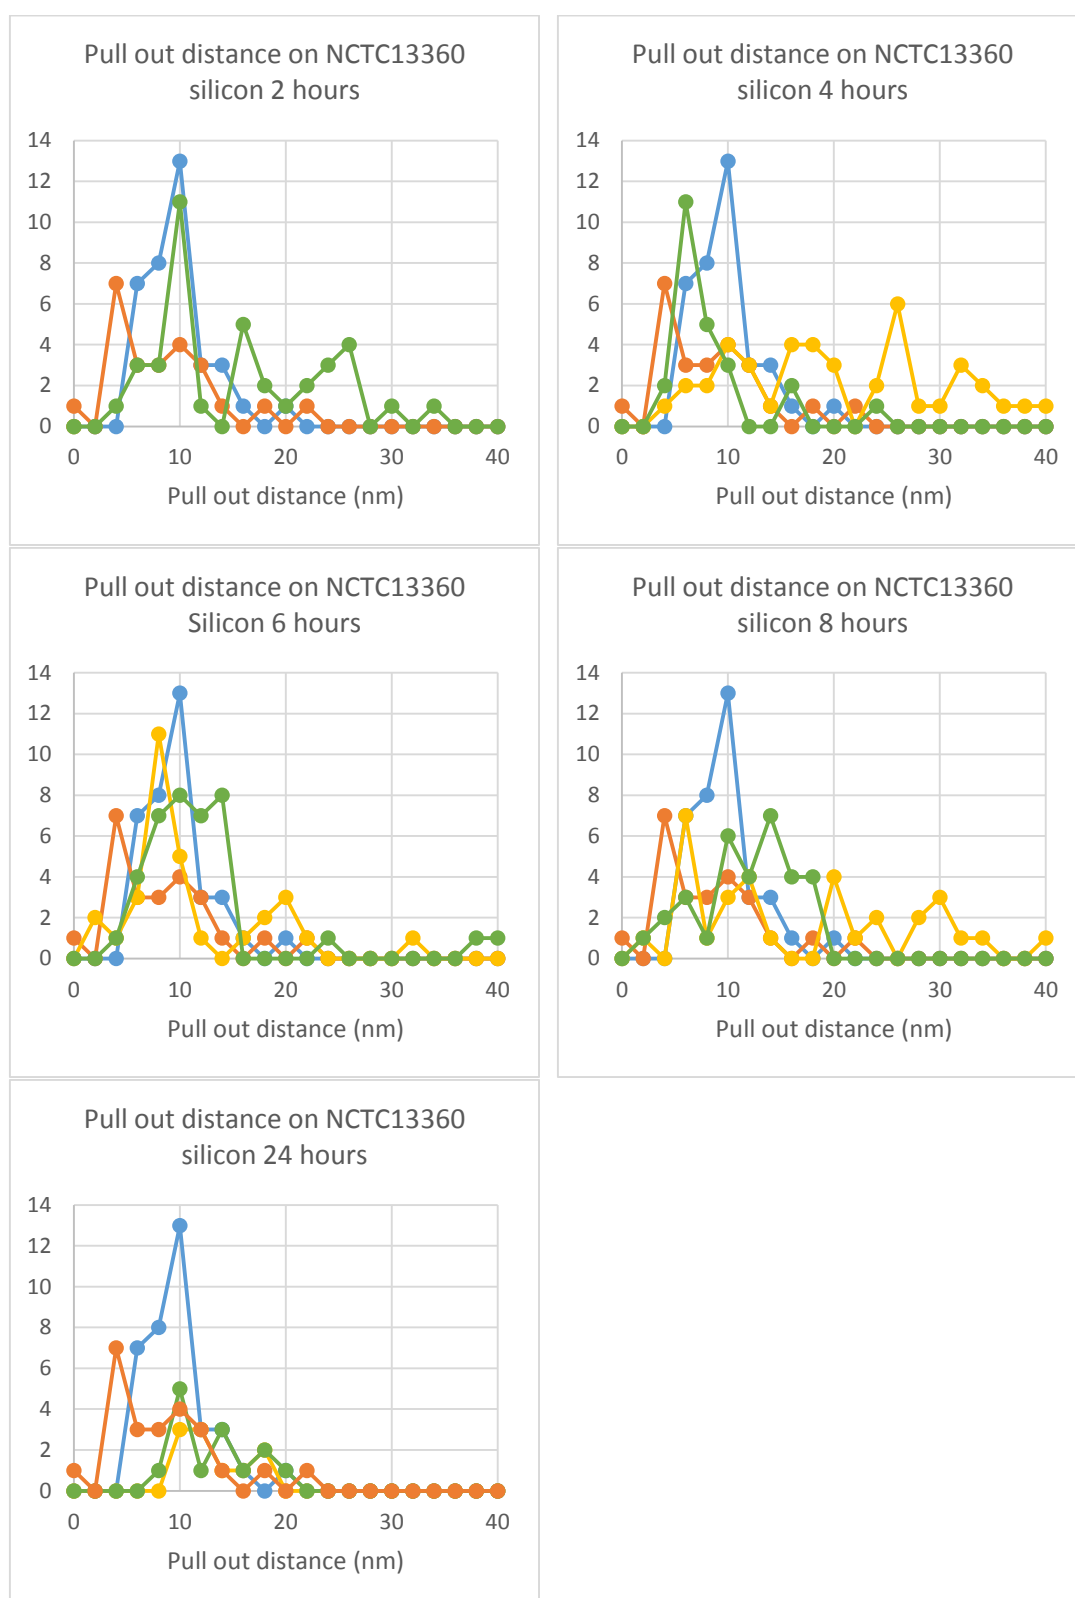 Pull out distance on NCTC13360
silicon 2 hours
14
12
10
8
6
4
2
0
0 10 20 30 40
Pull out distance (nm)
Pull out distance on NCTC13360
silicon 4 hours
14
12
10
8
6
4
2
0
0 10 20 30 40
Pull out distance (nm)
Pull out distance on NCTC13360
Silicon 6 hours
14
12
10
8
6
4
2
0
0 10 20 30 40
Pull out distance (nm)
Pull out distance on NCTC13360
silicon 8 hours
14
12
10
8
6
4
2
0
0 10 20 30 40
Pull out distance (nm)
Pull out distance on NCTC13360
silicon 24 hours
14
12
10
8
6
4
2
0
0 10 20 30 40
Pull out distance (nm)